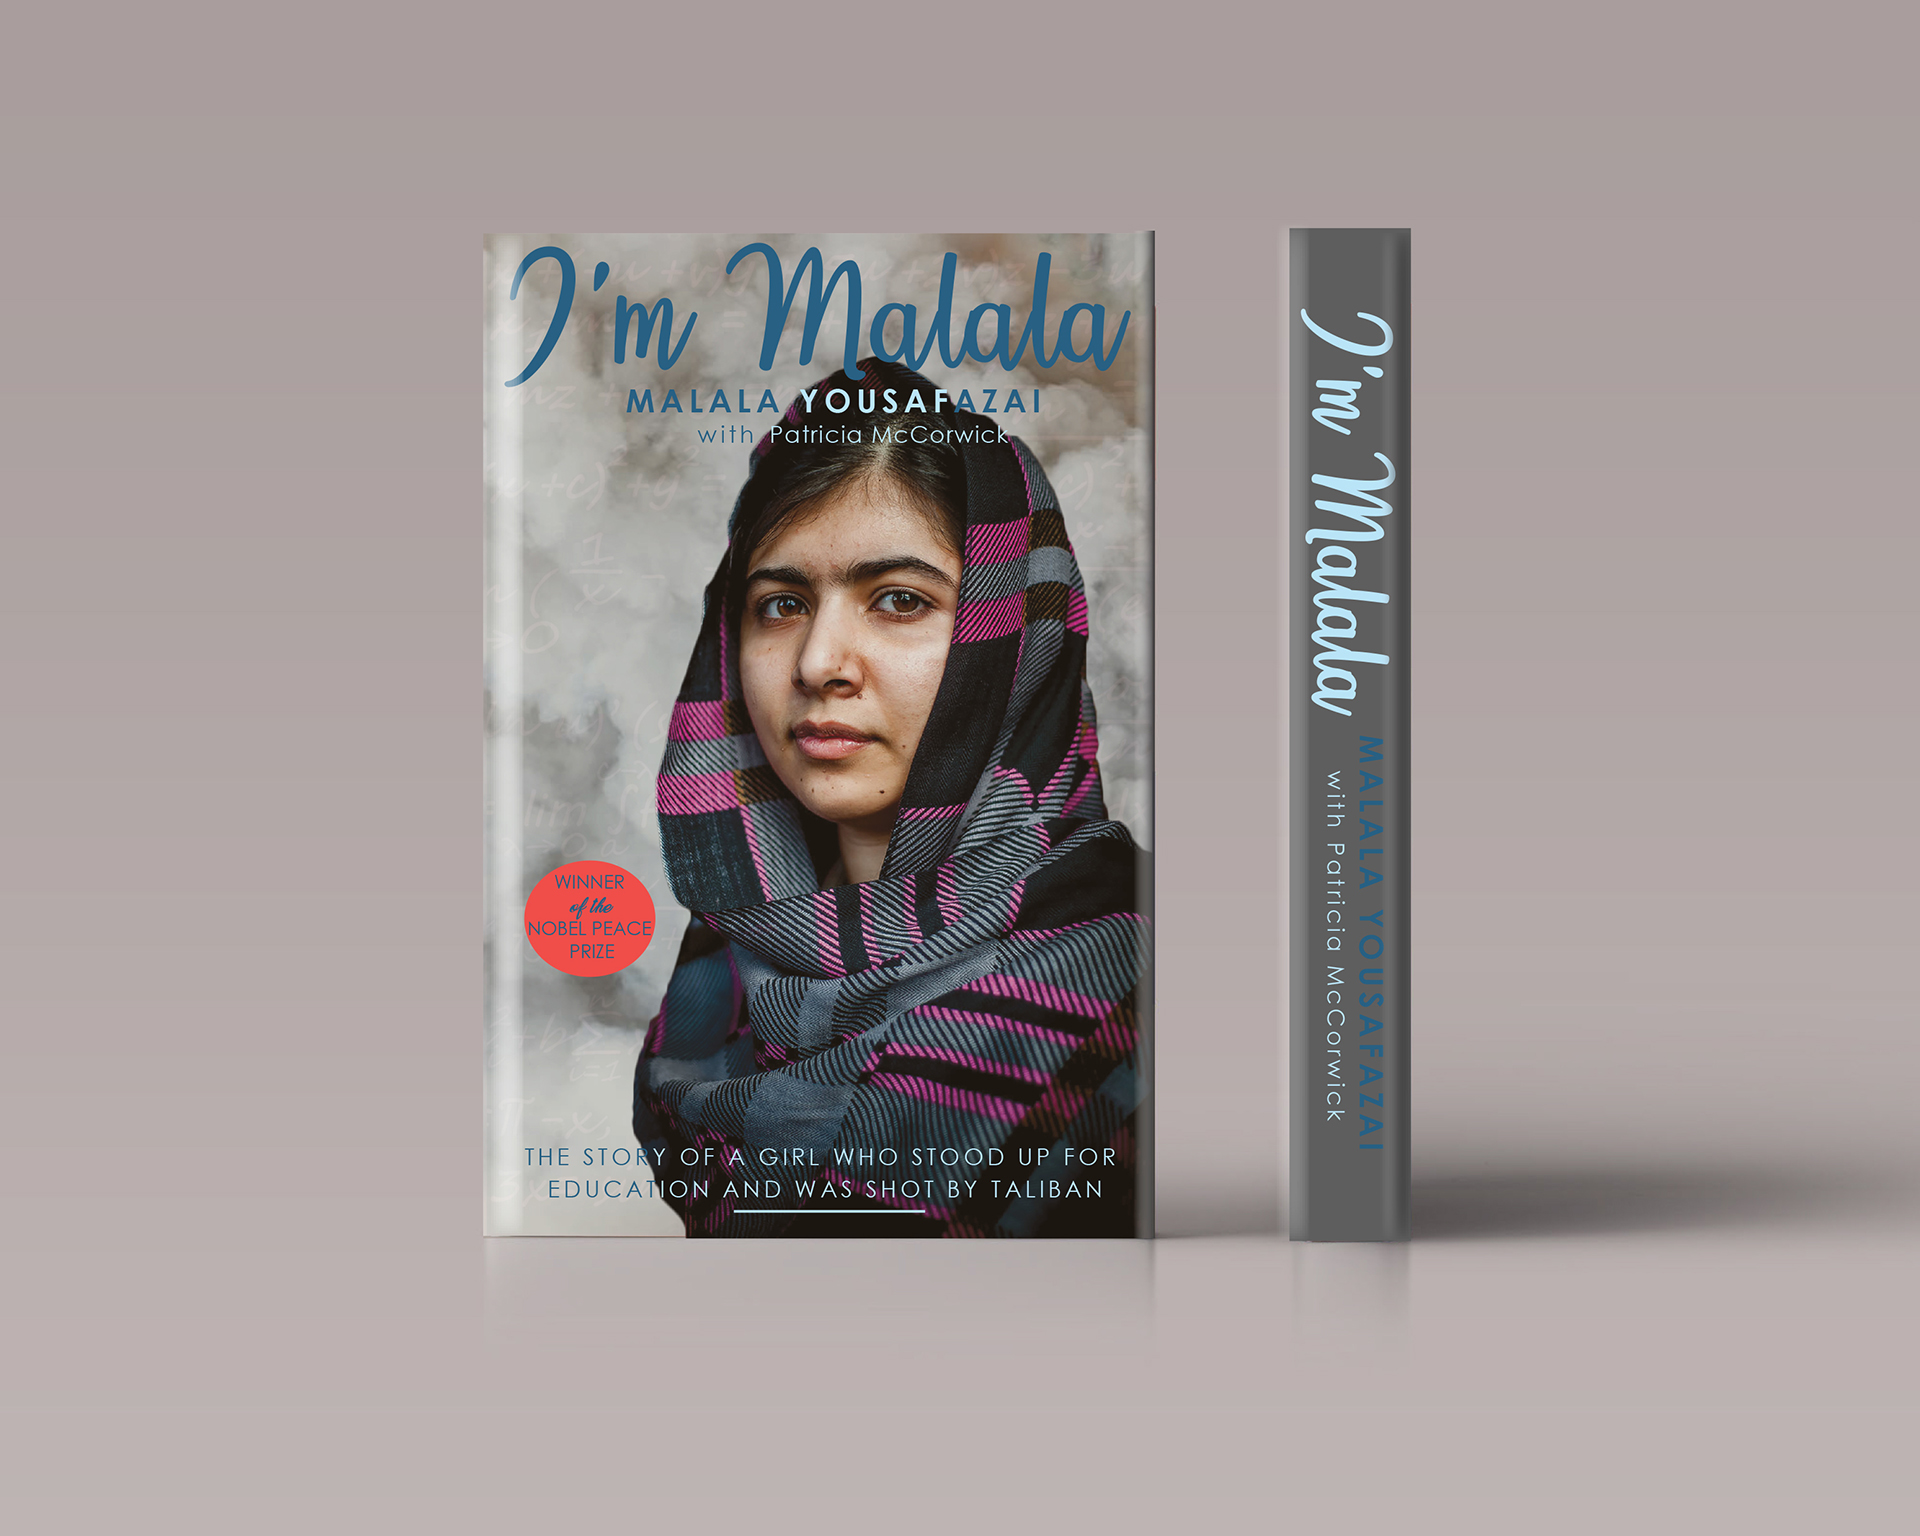 I'm Malala
MALALA YOUSAFAZAI
with Patricia McCorwick
WINNER
of the
NOBEL PEACE
PRIZE
THE STORY OF A GIRL WHO STOOD UP FOR
EDUCATION AND WAS SHOT BY TALIBAN
I'm Malala
MALALA YOUSAFAZAI
with Patricia McCorwick